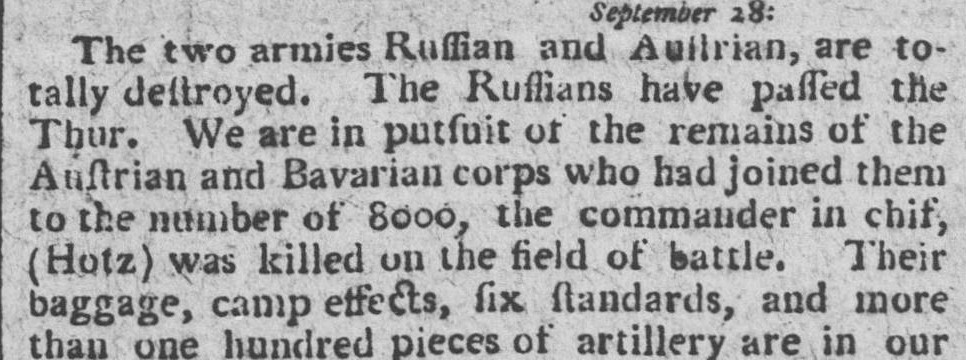 September 28:
The two armies Ruſſian and Auſtrian, are to-
tally deſtroyed. The Ruſſians have paſſed the
Thur. We are in putſuit of the remains of the
Auſtrian and Bavarian corps who had joined them
to the number of 8000, the commander in chif,
(Hotz) was killed on the field of battle. Their
baggage, camp effects, ſix ſtandards, and more
than one hundred pieces of artillery are in our